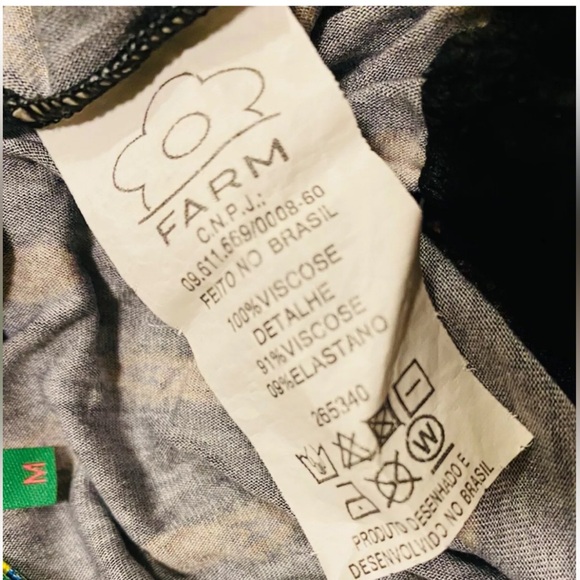 FARM
C.N.P.J.:
09.611.669/0008-60
FEITO NO BRASIL
100%VISCOSE
DETALHE
91%VISCOSE
09%ELASTANO
265340
W
PRODUTO DESENHADO E
DESENVOLVIDO NO BRASIL
M